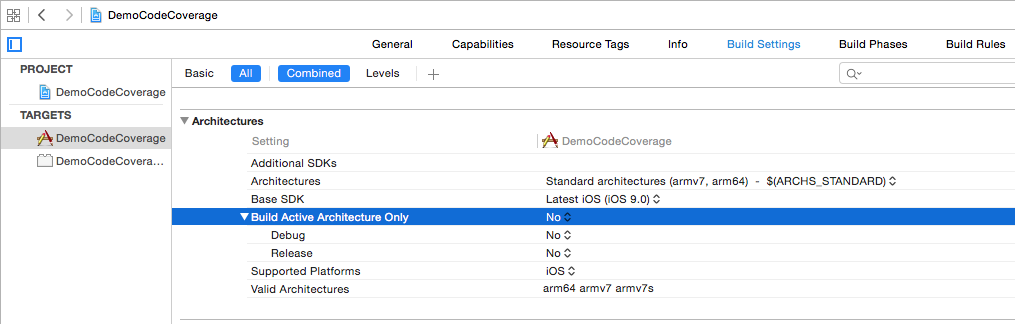 DemoCodeCoverage
General Capabilities Resource Tags Info Build Settings Build Phases Build Rules
PROJECT
DemoCodeCoverage
TARGETS
DemoCodeCoverage
DemoCodeCovera...
Basic All Combined Levels +
Architectures
Setting DemoCodeCoverage
Additional SDKs
Architectures Standard architectures (armv7, arm64) - $(ARCHS_STANDARD)
Base SDK Latest iOS (iOS 9.0)
Build Active Architecture Only No
Debug No
Release No
Supported Platforms iOS
Valid Architectures arm64 armv7 armv7s